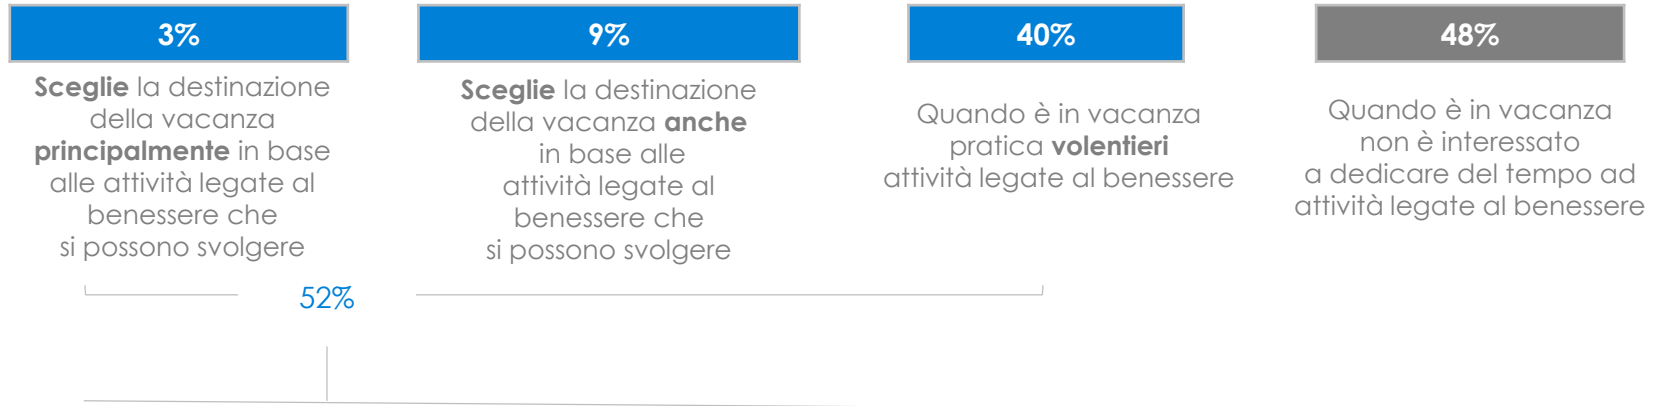 3%
Sceglie la destinazione
della vacanza
principalmente in base
alle attività legate al
benessere che
si possono svolgere
9%
Sceglie la destinazione
della vacanza anche
in base alle
attività legate al
benessere che
si possono svolgere
40%
Quando è in vacanza
pratica volentieri
attività legate al benessere
48%
Quando è in vacanza
non è interessato
a dedicare del tempo ad
attività legate al benessere
52%